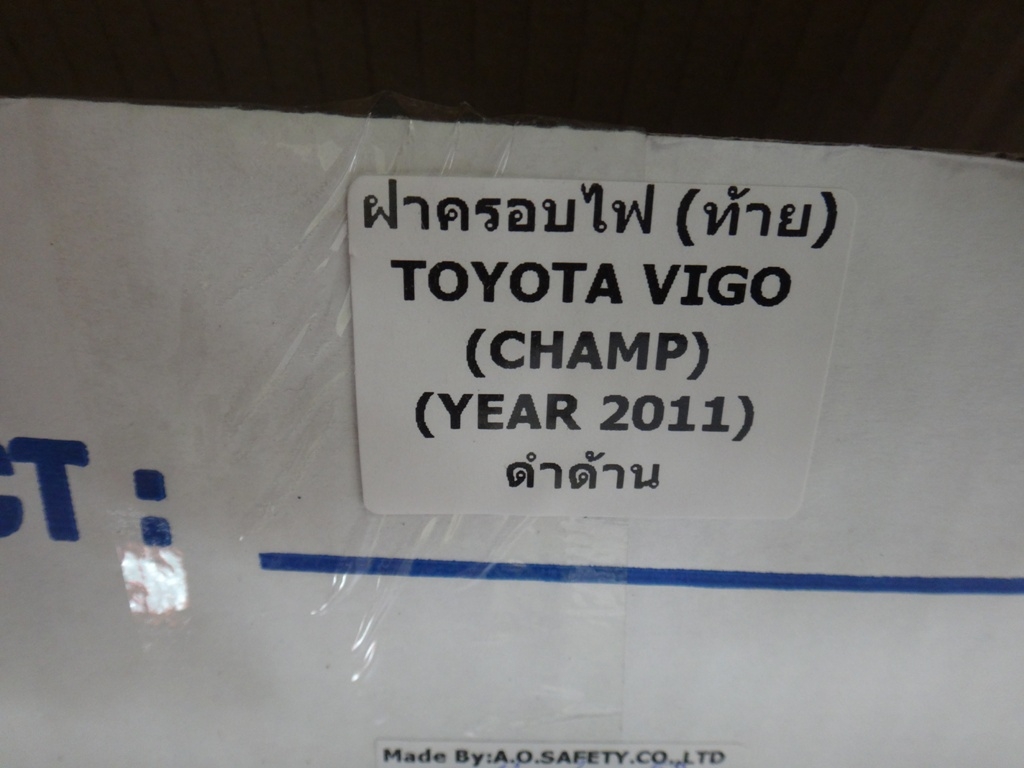 ฝาครอบไฟ (ท้าย)
TOYOTA VIGO
(CHAMP)
(YEAR 2011)
ดำด้าน
CT :
Made By:A.O.SAFETY.CO.,LTD